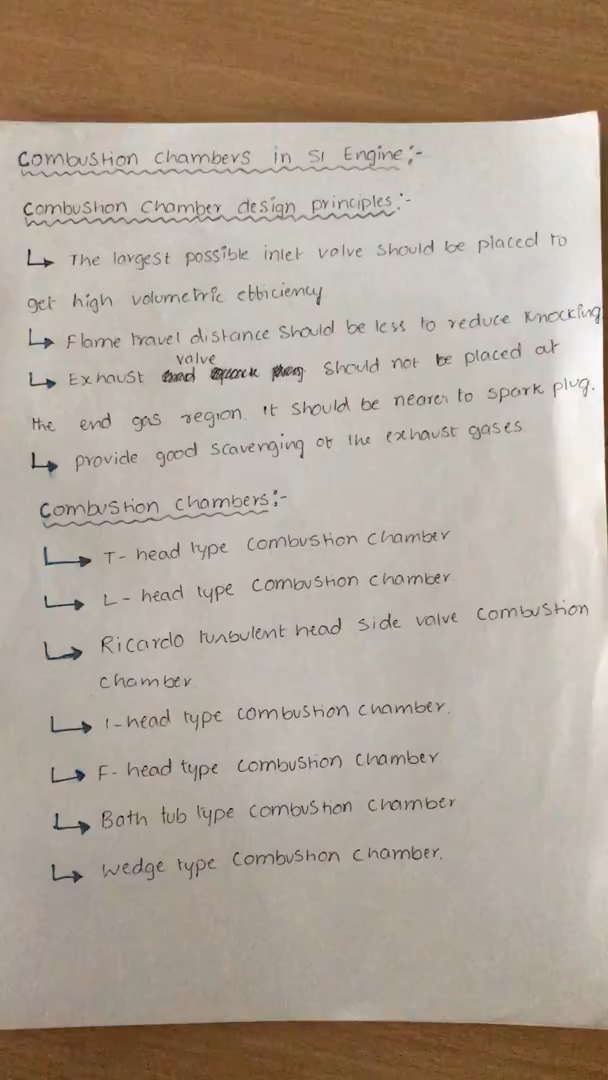 Combustion chambers in SI Engine:-
Combustion Chamber design principles:-
↳ The largest possible inlet valve should be placed to
get high volumetric efficiency
↳ Flame travel distance should be less to reduce knocking
↳ Exhaust valve should not be placed at
the end gas region. it should be nearer to spark plug.
↳ provide good scavenging of the exhaust gases
Combustion chambers:-
↳ T-head type combustion chamber
↳ L-head type combustion chamber.
↳ Ricardo turbulent head side valve combustion
chamber.
↳ I-head type combustion chamber.
↳ F-head type combustion chamber.
↳ Bath tub type combustion chamber
↳ Wedge type combustion chamber.